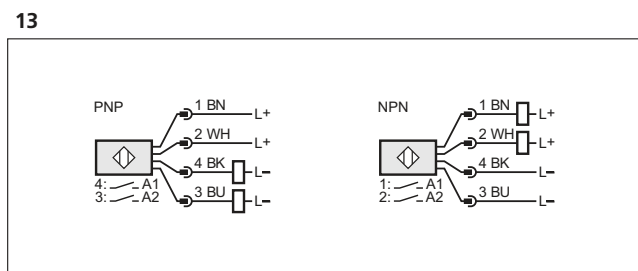 13
PNP
1 BN L+
2 WH L+
4 BK L-
3 BU L-
4: A1
3: A2
NPN
1 BN L+
2 WH L+
4 BK L-
3 BU L-
1: A1
2: A2